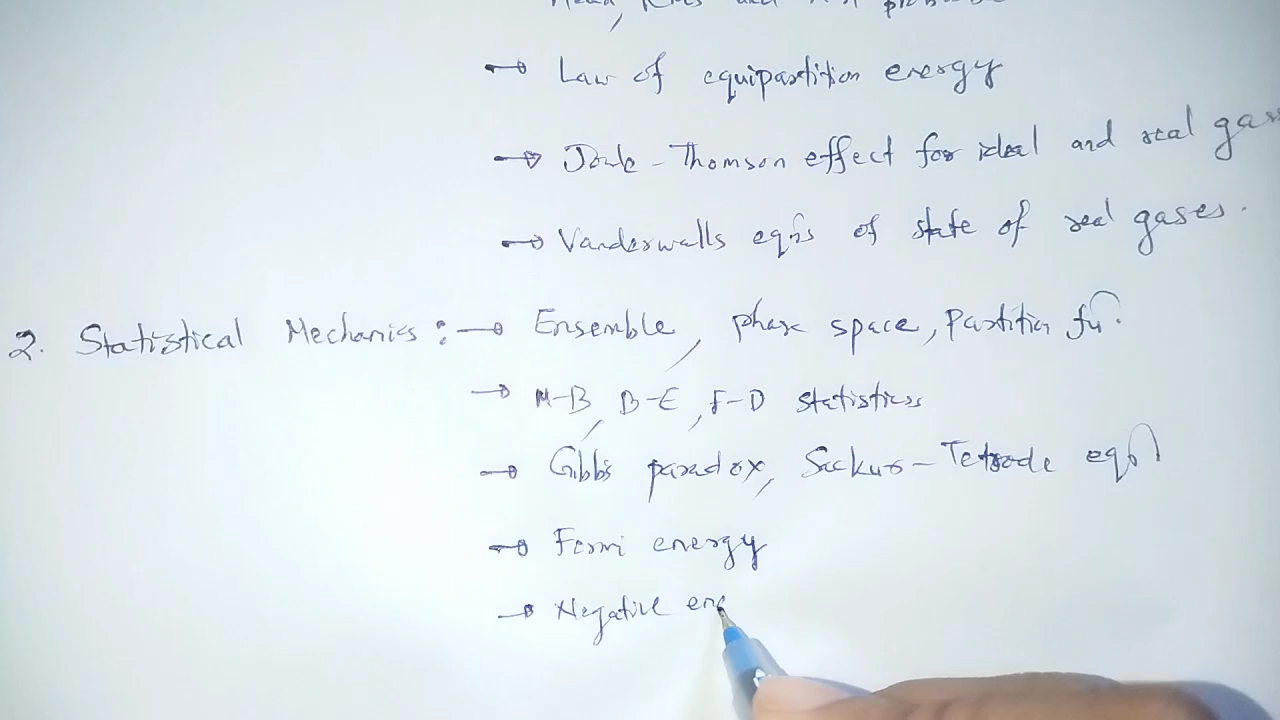 → Law of equipartition energy
→ Joule - Thomson effect for ideal and real gas
→ Vanderwalls eqns of state of real gases.
2. Statistical Mechanics: → Ensemble, phase space, Partition fn.
→ M-B, B-E, F-D statistics
→ Gibbs paradox, Sackur - Tetrode eqn
→ Fermi energy
→ Negative ene